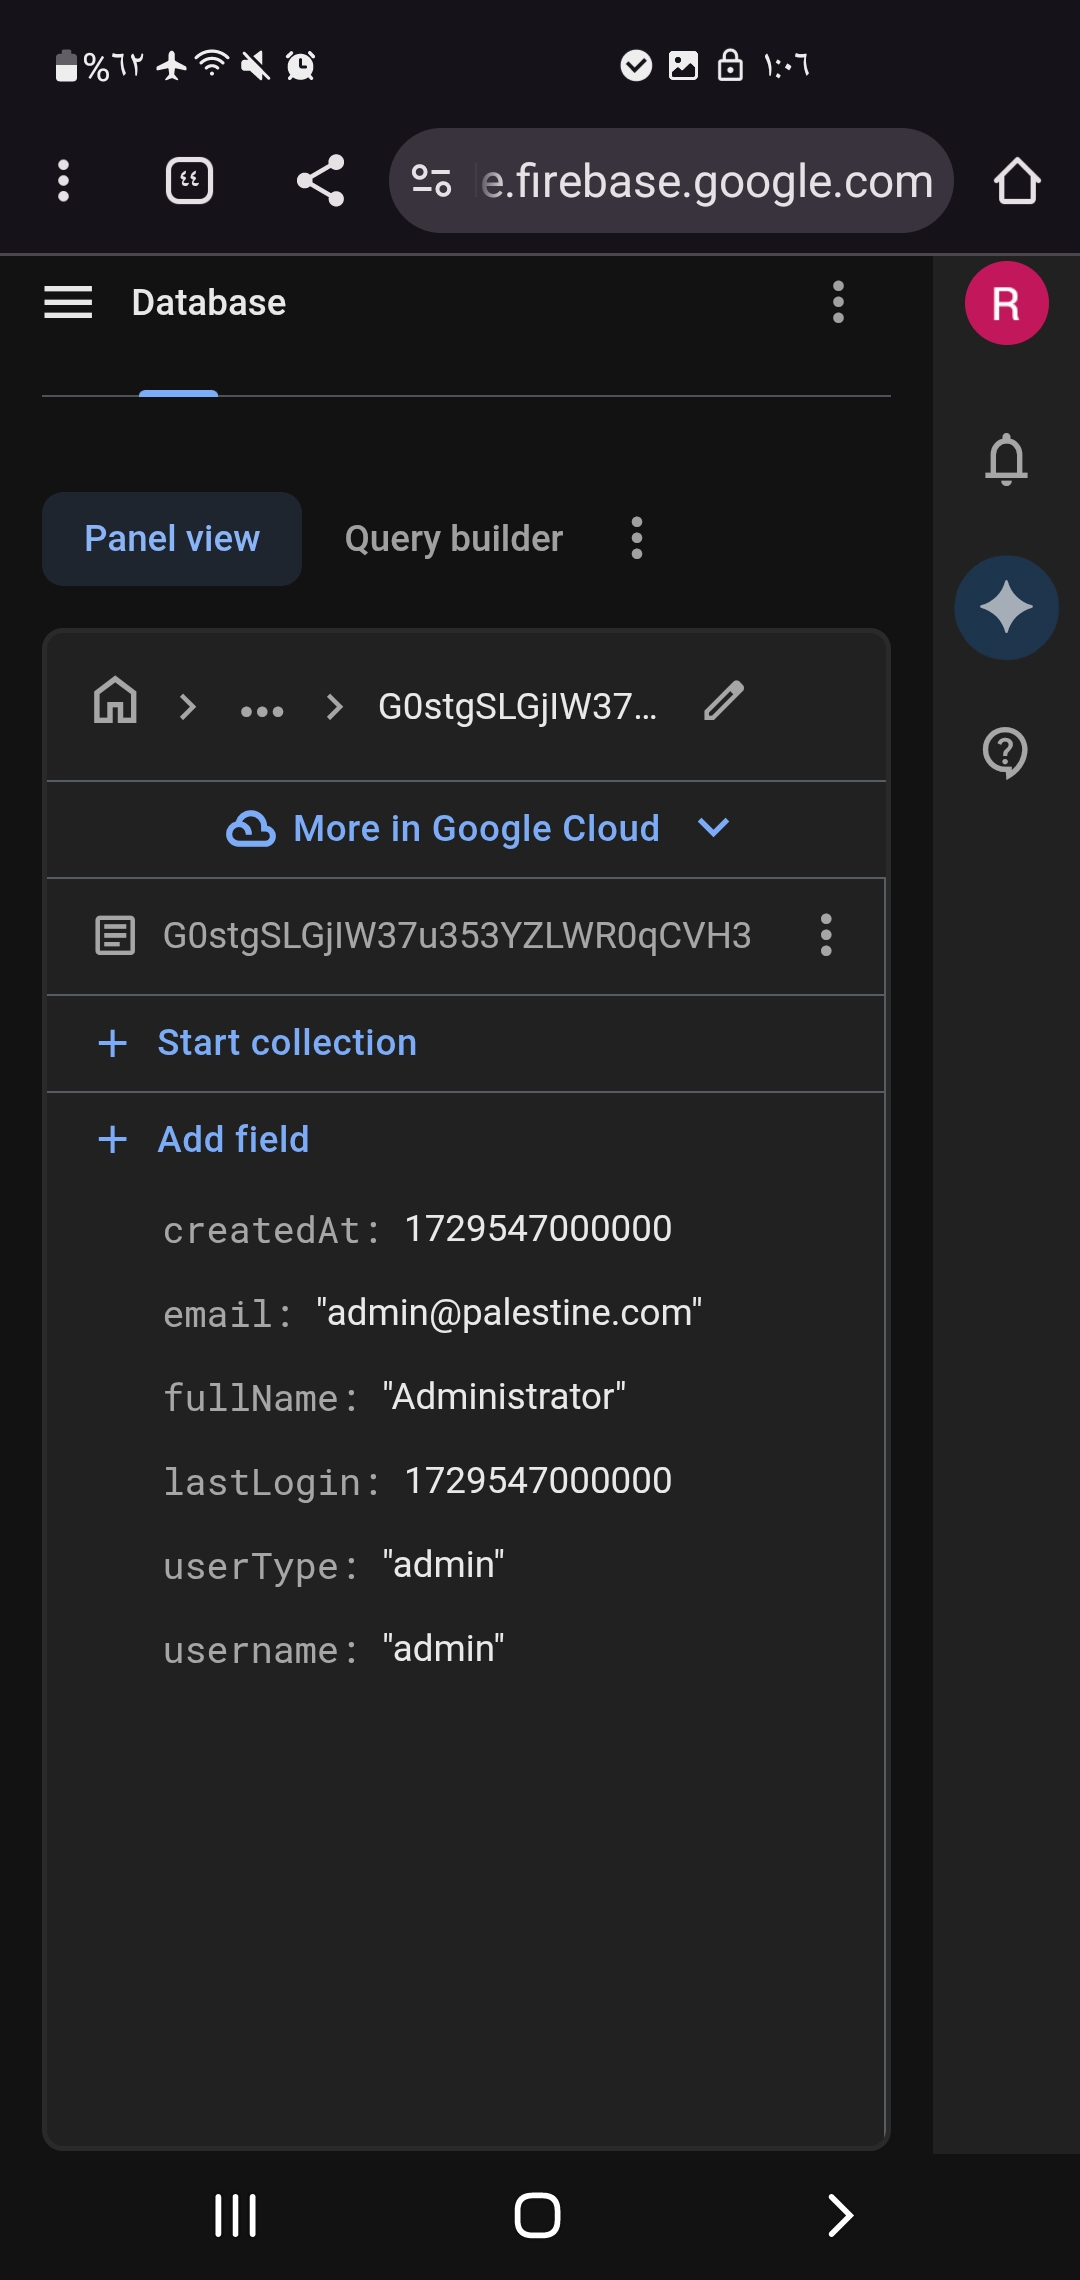 %٦٢
١:٠٦
٤٤
e.firebase.google.com
Database
R
Panel view
Query builder
G0stgSLGjIW37...
More in Google Cloud
G0stgSLGjIW37u353YZLWR0qCVH3
+ Start collection
+ Add field
createdAt: 1729547000000
email: "admin@palestine.com"
fullName: "Administrator"
lastLogin: 1729547000000
userType: "admin"
username: "admin"